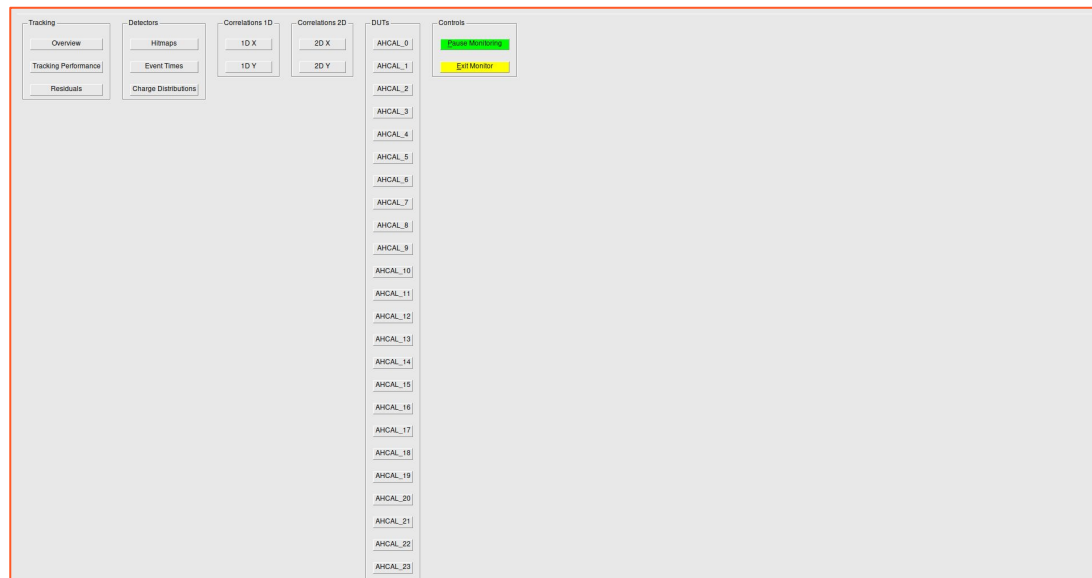 Tracking
Overview
Tracking Performance
Residuals
Detectors
Hitmaps
Event Times
Charge Distributions
Correlations 1D
1D X
1D Y
Correlations 2D
2D X
2D Y
DUTs
AHCAL_0
AHCAL_1
AHCAL_2
AHCAL_3
AHCAL_4
AHCAL_5
AHCAL_6
AHCAL_7
AHCAL_8
AHCAL_9
AHCAL_10
AHCAL_11
AHCAL_12
AHCAL_13
AHCAL_14
AHCAL_15
AHCAL_16
AHCAL_17
AHCAL_18
AHCAL_19
AHCAL_20
AHCAL_21
AHCAL_22
AHCAL_23
Controls
Pause Monitoring
Exit Monitor